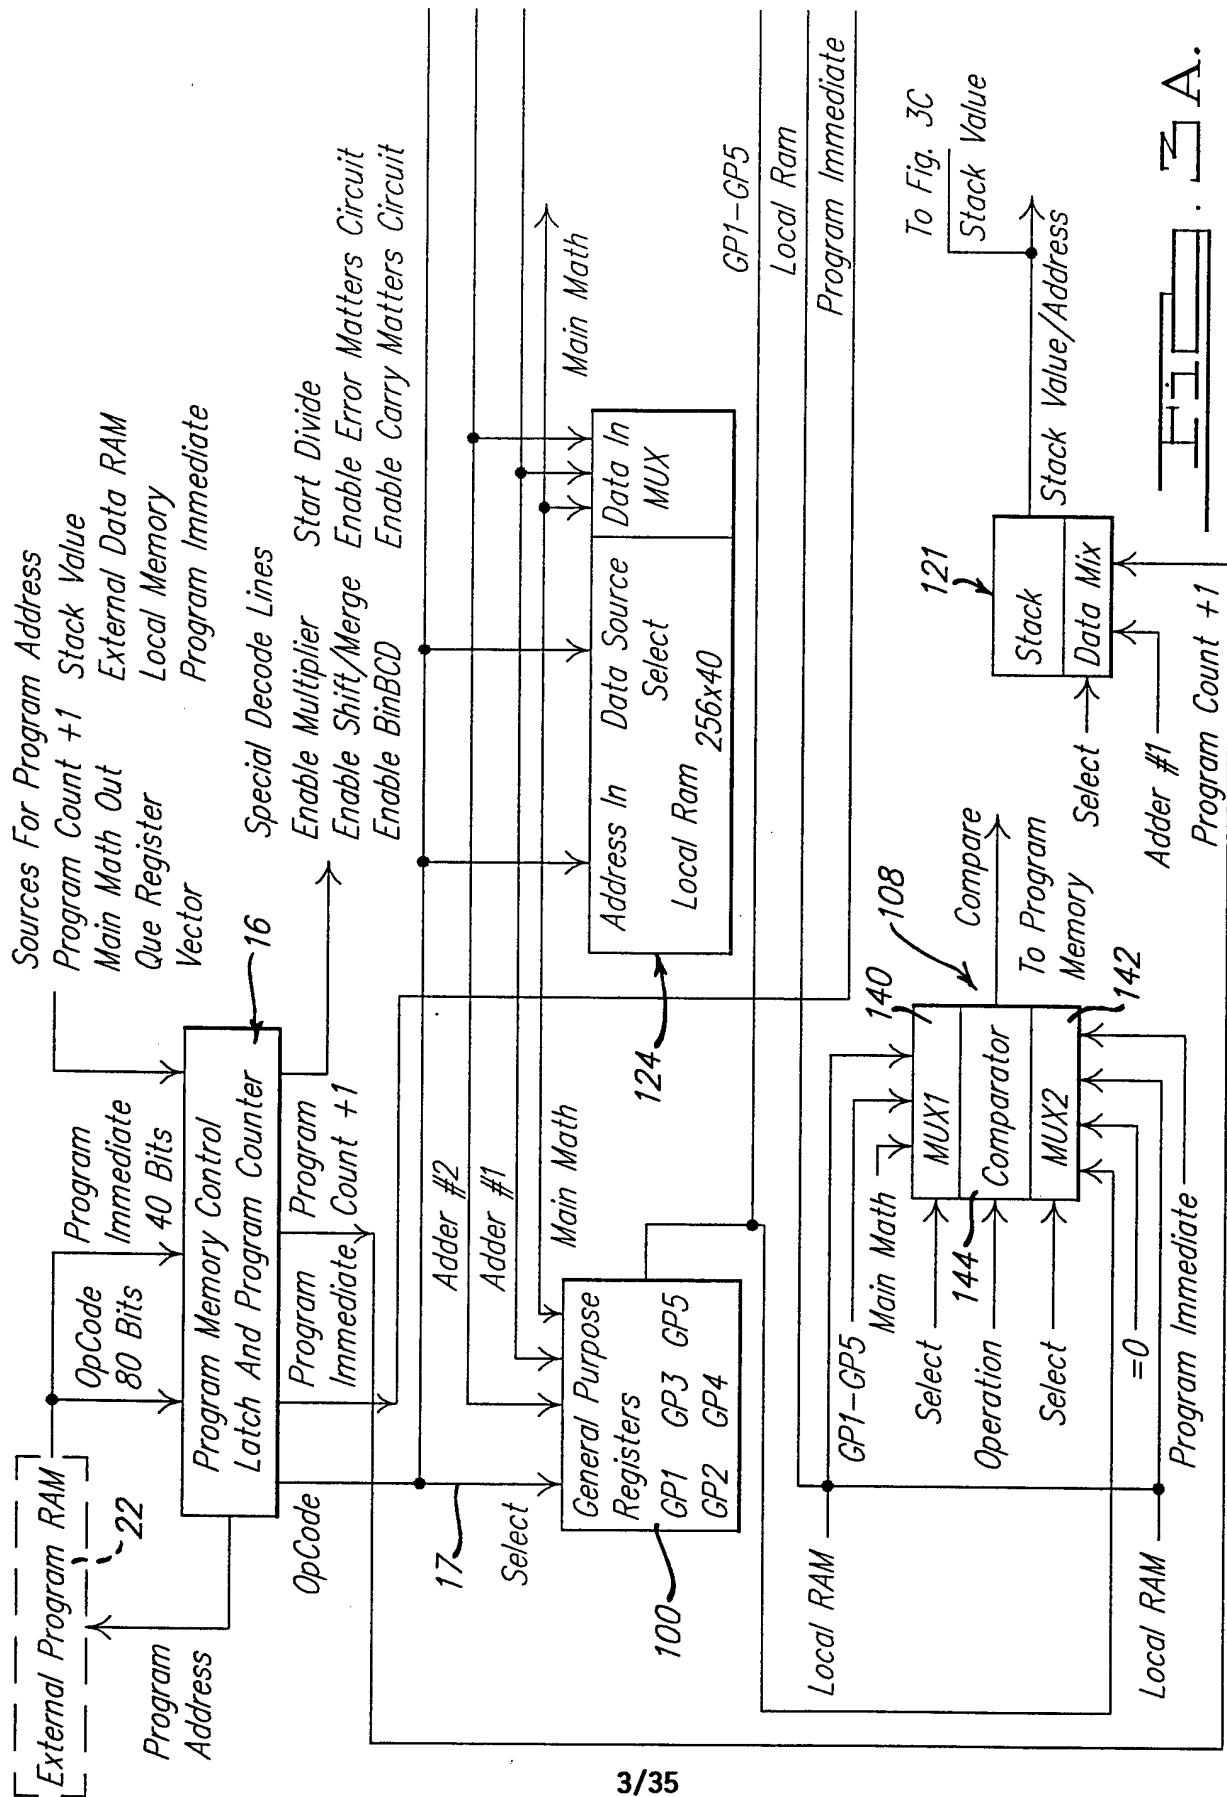 External Program RAM
22
Program
Address
OpCode
80 Bits
Program
Immediate
40 Bits
Sources For Program Address
Program Count +1 Stack Value
Main Math Out External Data RAM
Que Register Local Memory
Vector Program Immediate
Program Memory Control
Latch And Program Counter
16
OpCode
Program
Immediate
Program
Count +1
Special Decode Lines
Enable Multiplier Start Divide
Enable Shift/Merge Enable Error Matters Circuit
Enable BinBCD Enable Carry Matters Circuit
17
Select
Adder #2
Adder #1
Main Math
General Purpose
Registers
GP1 GP3 GP5
GP2 GP4
100
Address In Data Source
Select
Local Ram 256x40
Data In
MUX
124
Main Math
GP1-GP5
Local Ram
Program Immediate
Local RAM
GP1-GP5
Main Math
Select
Operation
Select
=0
Program Immediate
Local RAM
MUX1
Comparator
MUX2
140
144
142
108
Compare
To Program
Memory
121
Stack
Data Mix
Select
Adder #1
Program Count +1
Stack Value/Address
To Fig. 3C
Stack Value
Fig. 3A.
3/35